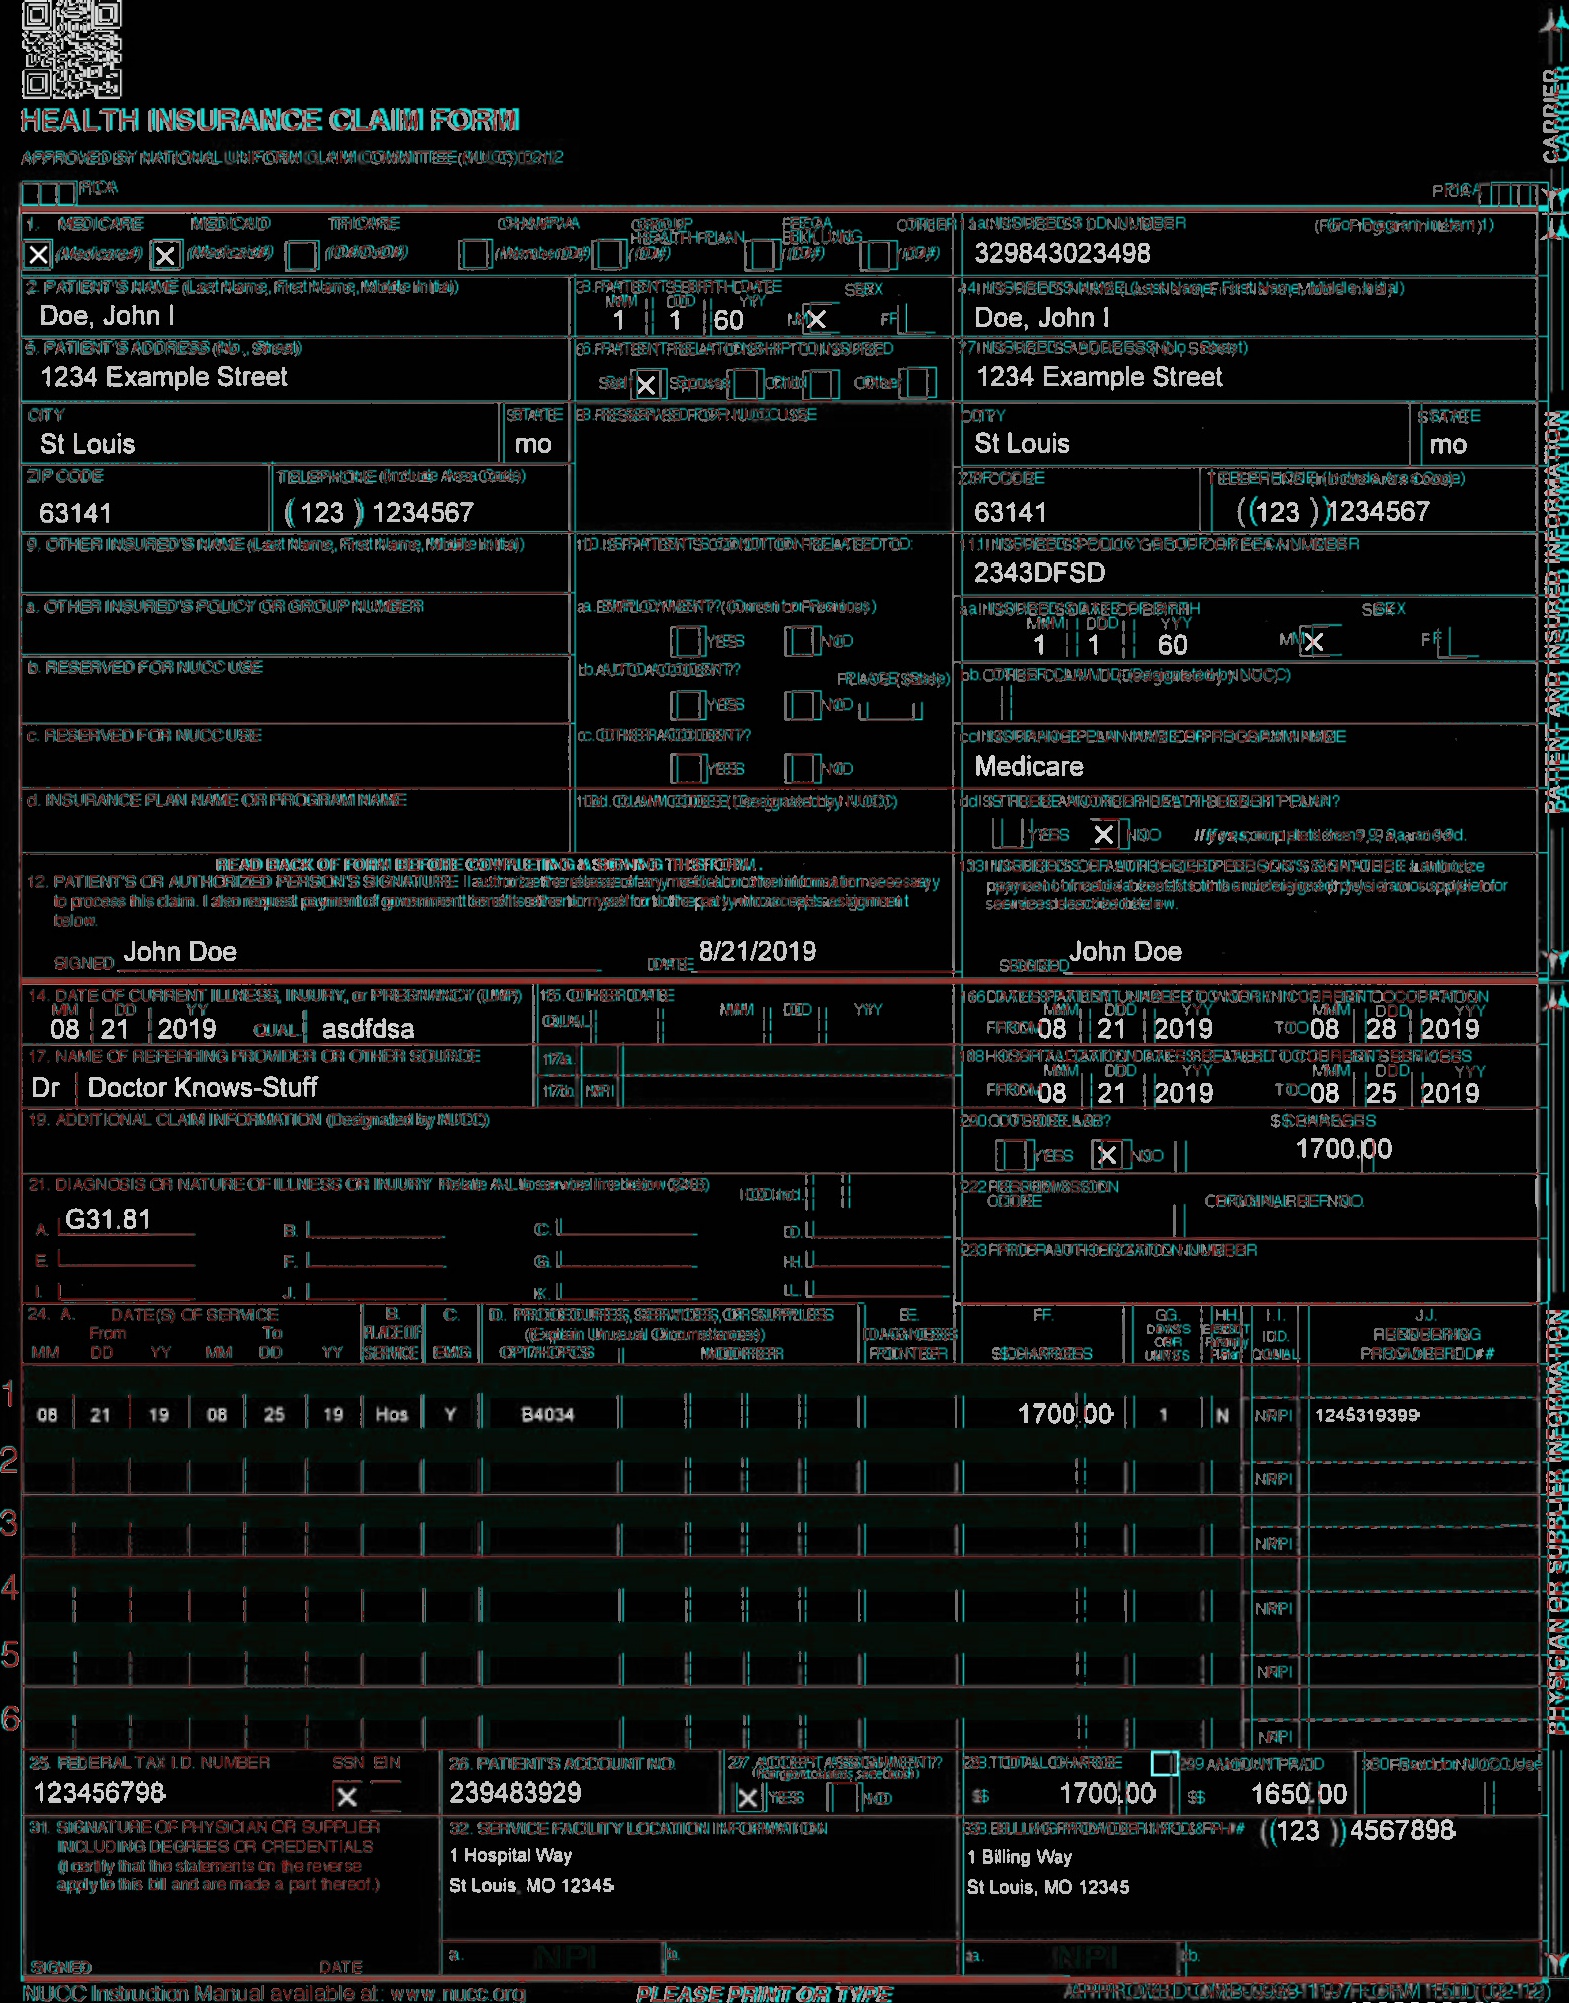 HEALTH INSURANCE CLAIM FORM
APPROVED BY NATIONAL UNIFORM CLAIM COMMITTEE (NUCC) 02/12
PICA
PICA
CARRIER
1. MEDICARE MEDICAID TRICARE CHAMPVA GROUP HEALTH PLAN FECA BLK LUNG OTHER
(Medicare#) (Medicaid#) (ID#/DoD#) (Member ID#) (ID#) (ID#) (ID#)
1a. INSURED'S I.D. NUMBER (For Program in Item 1)
329843023498
2. PATIENT'S NAME (Last Name, First Name, Middle Initial)
Doe, John I
3. PATIENT'S BIRTH DATE SEX
MM DD YY
1 1 60 M X F
4. INSURED'S NAME (Last Name, First Name, Middle Initial)
Doe, John I
5. PATIENT'S ADDRESS (No., Street)
1234 Example Street
6. PATIENT RELATIONSHIP TO INSURED
Self X Spouse Child Other
7. INSURED'S ADDRESS (No., Street)
1234 Example Street
CITY STATE
St Louis mo
8. RESERVED FOR NUCC USE
CITY STATE
St Louis mo
ZIP CODE TELEPHONE (Include Area Code)
63141 (123) 1234567
ZIP CODE TELEPHONE (Include Area Code)
63141 (123) 1234567
9. OTHER INSURED'S NAME (Last Name, First Name, Middle Initial)
10. IS PATIENT'S CONDITION RELATED TO:
11. INSURED'S POLICY GROUP OR FECA NUMBER
2343DFSD
a. OTHER INSURED'S POLICY OR GROUP NUMBER
a. EMPLOYMENT? (Current or Previous)
YES NO
a. INSURED'S DATE OF BIRTH SEX
MM DD YY
1 1 60 M X F
b. RESERVED FOR NUCC USE
b. AUTO ACCIDENT? PLACE (State)
YES NO
b. OTHER CLAIM ID (Designated by NUCC)
c. RESERVED FOR NUCC USE
c. OTHER ACCIDENT?
YES NO
c. INSURANCE PLAN NAME OR PROGRAM NAME
Medicare
d. INSURANCE PLAN NAME OR PROGRAM NAME
10d. CLAIM CODES (Designated by NUCC)
d. IS THERE ANOTHER HEALTH BENEFIT PLAN?
YES X NO If yes, complete items 9, 9a, and 9d.
READ BACK OF FORM BEFORE COMPLETING & SIGNING THIS FORM.
12. PATIENT'S OR AUTHORIZED PERSON'S SIGNATURE I authorize the release of any medical or other information necessary
to process this claim. I also request payment of government benefits either to myself or to the party who accepts assignment
below.
SIGNED John Doe DATE 8/21/2019
13. INSURED'S OR AUTHORIZED PERSON'S SIGNATURE I authorize
payment of medical benefits to the undersigned physician or supplier for
services described below.
SIGNED John Doe
PATIENT AND INSURED INFORMATION
14. DATE OF CURRENT ILLNESS, INJURY, or PREGNANCY (LMP)
MM DD YY
08 21 2019 QUAL. asdfdsa
15. OTHER DATE
QUAL. MM DD YY
16. DATES PATIENT UNABLE TO WORK IN CURRENT OCCUPATION
MM DD YY MM DD YY
FROM 08 21 2019 TO 08 28 2019
17. NAME OF REFERRING PROVIDER OR OTHER SOURCE
Dr Doctor Knows-Stuff
17a.
17b. NPI
18. HOSPITALIZATION DATES RELATED TO CURRENT SERVICES
MM DD YY MM DD YY
FROM 08 21 2019 TO 08 25 2019
19. ADDITIONAL CLAIM INFORMATION (Designated by NUCC)
20. OUTSIDE LAB? $ CHARGES
YES X NO 1700.00
21. DIAGNOSIS OR NATURE OF ILLNESS OR INJURY Relate A-L to service line below (24E) ICD Ind.
A. G31.81 B. C. D.
E. F. G. H.
I. J. K. L.
22. RESUBMISSION
CODE ORIGINAL REF. NO.
23. PRIOR AUTHORIZATION NUMBER
24. A. DATE(S) OF SERVICE B. C. D. PROCEDURES, SERVICES, OR SUPPLIES E. F. G. H. I. J.
From To PLACE OF (Explain Unusual Circumstances) DIAGNOSIS DAYS OR UNITS EPSDT Family Plan ID. RENDERING
MM DD YY MM DD YY SERVICE EMG CPT/HCPCS MODIFIER POINTER $ CHARGES QUAL. PROVIDER ID. #
1 08 21 19 08 25 19 Hos Y B4034 1700.00 1 N NPI 1245319399
2 NPI
3 NPI
4 NPI
5 NPI
6 NPI
PHYSICIAN OR SUPPLIER INFORMATION
25. FEDERAL TAX I.D. NUMBER SSN EIN
123456798 X
26. PATIENT'S ACCOUNT NO.
239483929
27. ACCEPT ASSIGNMENT?
X YES NO
28. TOTAL CHARGE
$ 1700.00
29. AMOUNT PAID
$ 1650.00
30. Rsvd for NUCC Use
31. SIGNATURE OF PHYSICIAN OR SUPPLIER
INCLUDING DEGREES OR CREDENTIALS
(I certify that the statements on the reverse
apply to this bill and are made a part thereof.)
SIGNED DATE
32. SERVICE FACILITY LOCATION INFORMATION
1 Hospital Way
St Louis, MO 12345
a. NPI b.
33. BILLING PROVIDER INFO & PH # (123) 4567898
1 Billing Way
St Louis, MO 12345
a. NPI b.
NUCC Instruction Manual available at: www.nucc.org
PLEASE PRINT OR TYPE
APPROVED OMB-0938-1197 FORM 1500 (02-12)